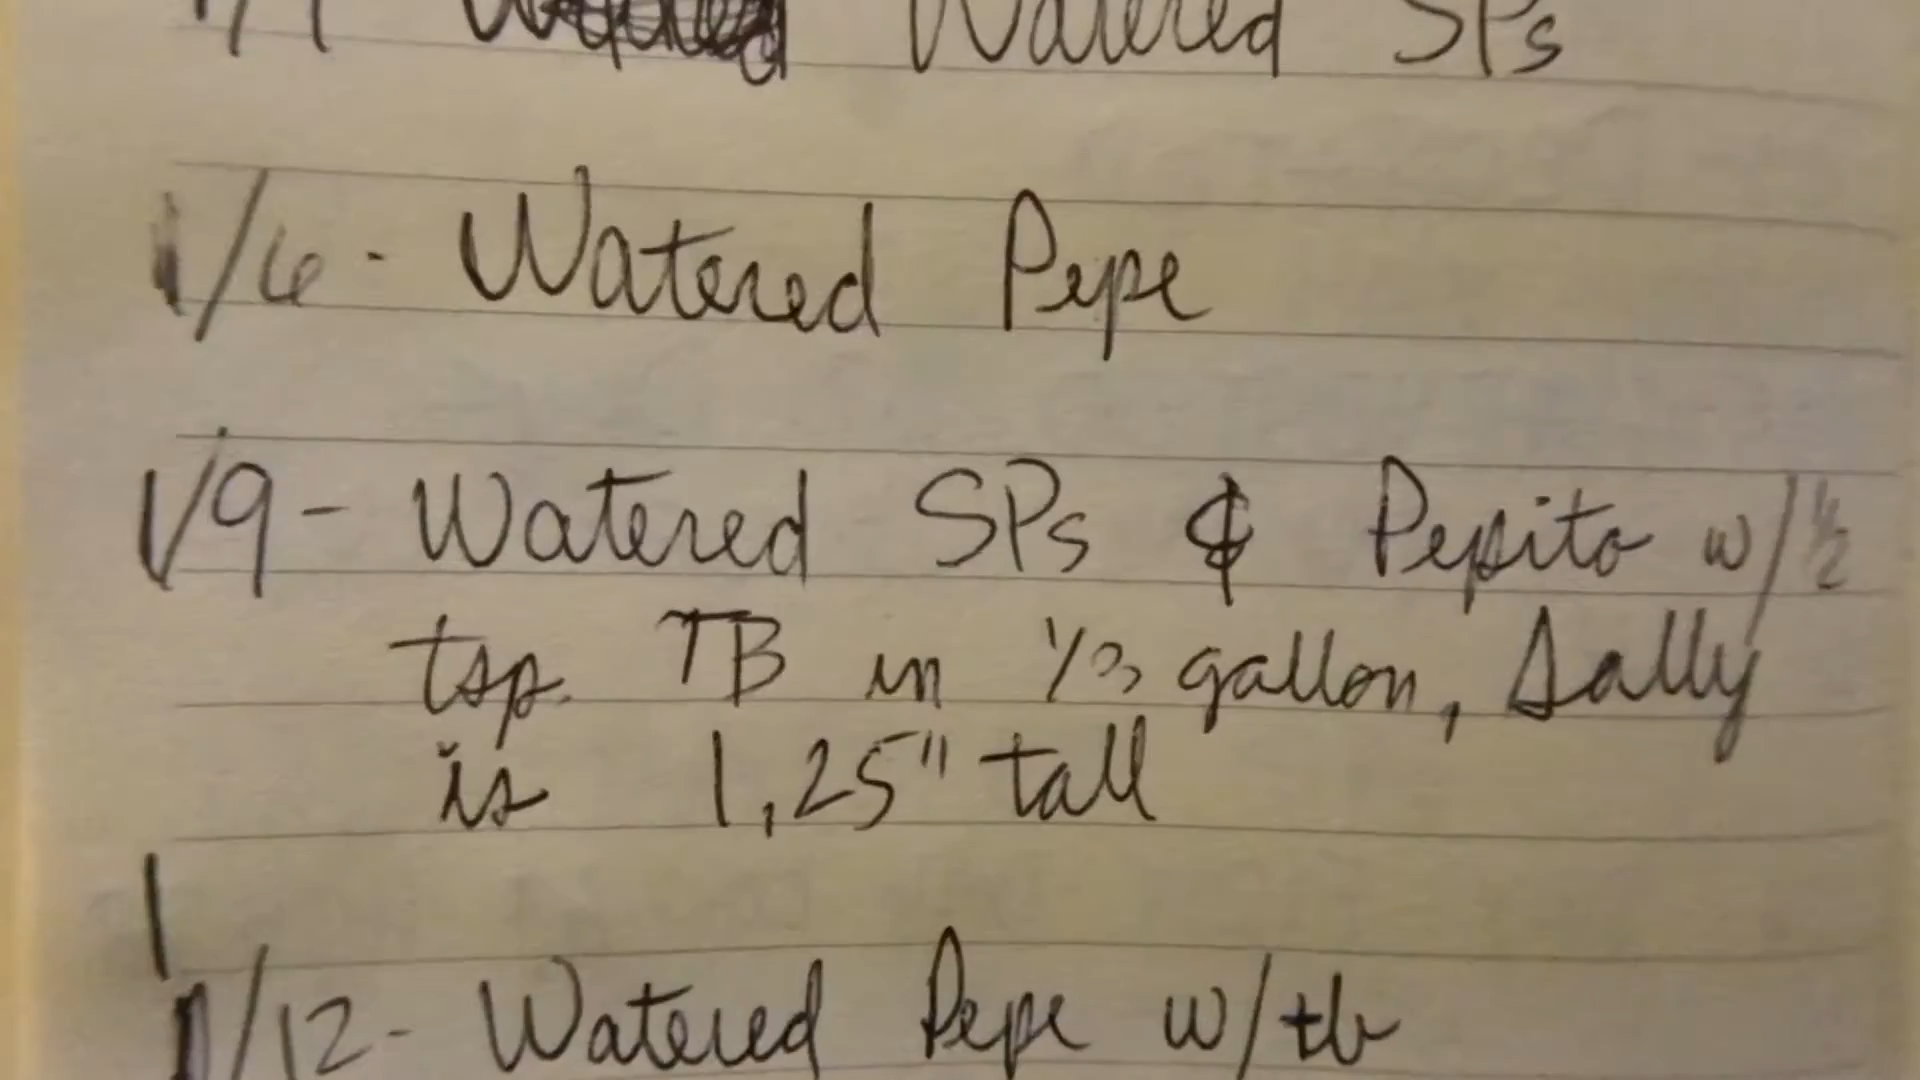 Watered SPs
1/6 - Watered Pepe
1/9 - Watered SPs & Pepito w/ 1/2
tsp. TB in 1/3 gallon, Sally
is 1,25" tall
1/12 - Watered Pepe w/tb